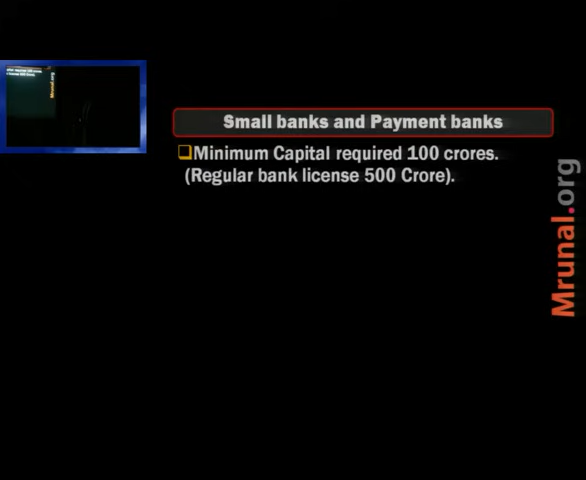 Small banks and Payment banks
Minimum Capital required 100 crores.
(Regular bank license 500 Crore).
Mrunal.org